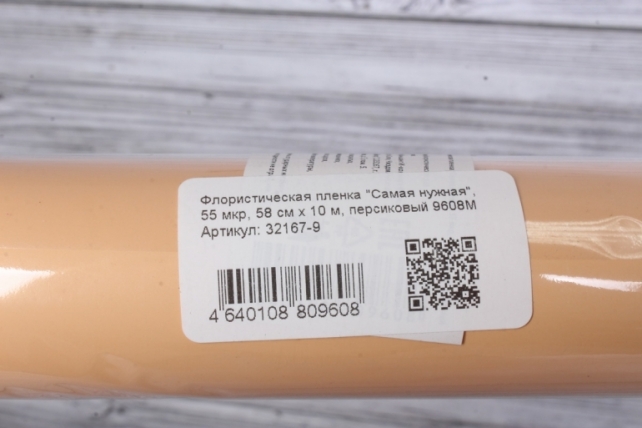 Флористическая пленка "Самая нужная",
55 мкр, 58 см х 10 м, персиковый 9608М
Артикул: 32167-9
4 640108 809608